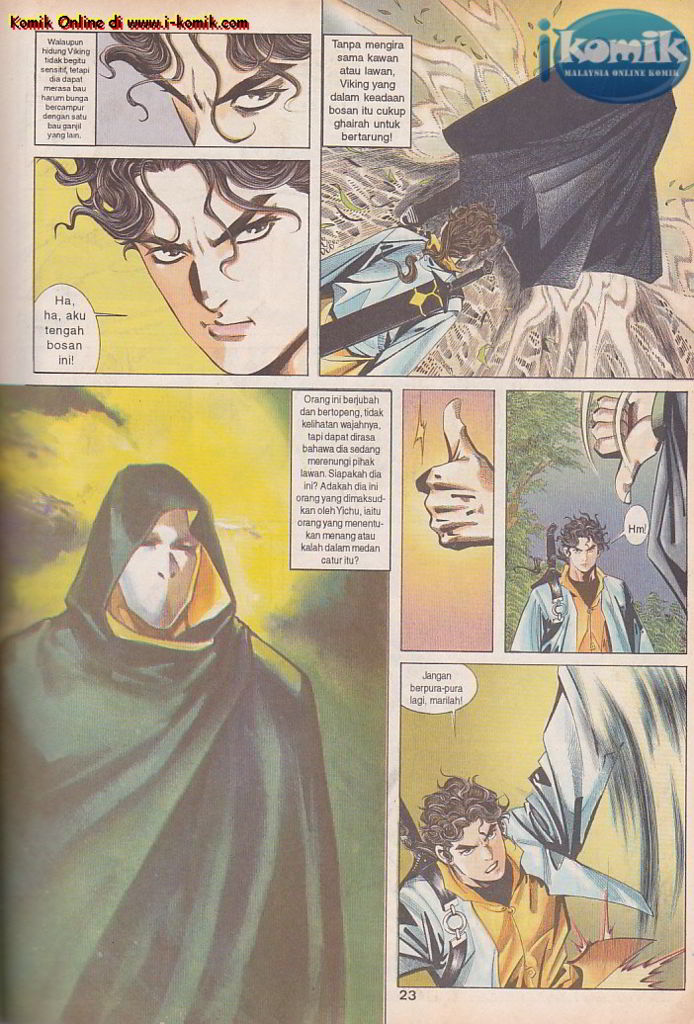 Komik Online di www.i-komik.com
ikomik
MALAYSIA ONLINE KOMIK
Walaupun
hidung Viking
tidak begitu
sensitif, tetapi
dia dapat
merasa bau
harum bunga
bercampur
dengan satu
bau ganjil
yang lain.
Tanpa mengira
sama kawan
atau lawan,
Viking yang
dalam keadaan
bosan itu cukup
ghairah untuk
bertarung!
Ha,
ha, aku
tengah
bosan
ini!
Orang ini berjubah
dan bertopeng, tidak
kelihatan wajahnya,
tapi dapat dirasa
bahawa dia sedang
merenungi pihak
lawan. Siapakah dia
ini? Adakah dia ini
orang yang dimaksud-
kan oleh Yichu, iaitu
orang yang menentu-
kan menang atau
kalah dalam medan
catur itu?
Hm!
Jangan
berpura-pura
lagi, marilah!
23